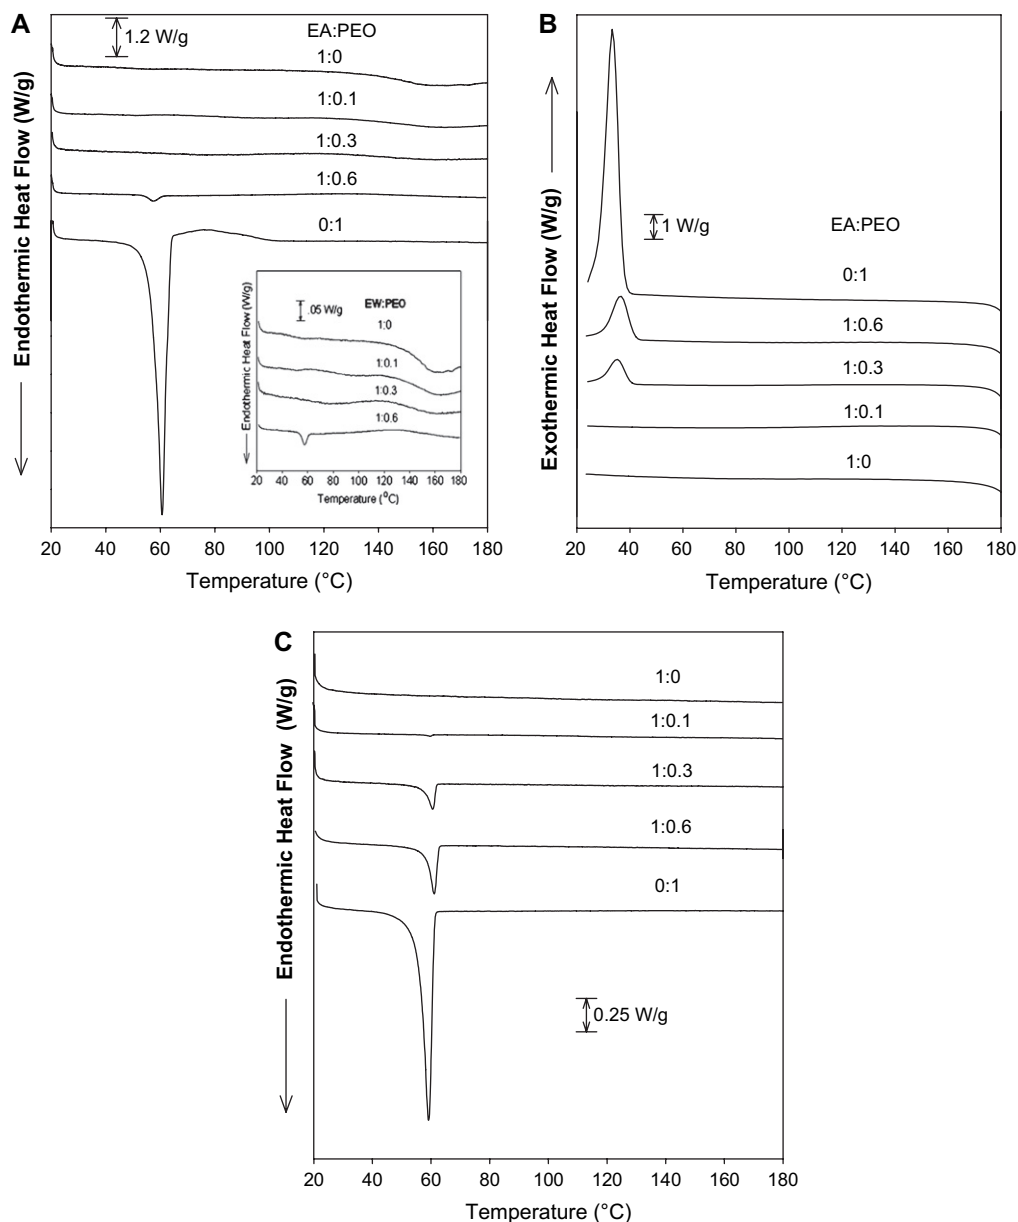 A
1.2 W/g
EA:PEO
1:0
1:0.1
1:0.3
1:0.6
0:1
Endothermic Heat Flow (W/g)
20 40 60 80 100 120 140 160 180
Temperature (°C)
.05 W/g
EW:PEO
1:0
1:0.1
1:0.3
1:0.6
Endothermic Heat Flow (W/g)
20 40 60 80 100 120 140 160 180
Temperature (°C)
B
1 W/g
EA:PEO
0:1
1:0.6
1:0.3
1:0.1
1:0
Exothermic Heat Flow (W/g)
20 40 60 80 100 120 140 160 180
Temperature (°C)
C
1:0
1:0.1
1:0.3
1:0.6
0:1
0.25 W/g
Endothermic Heat Flow (W/g)
20 40 60 80 100 120 140 160 180
Temperature (°C)